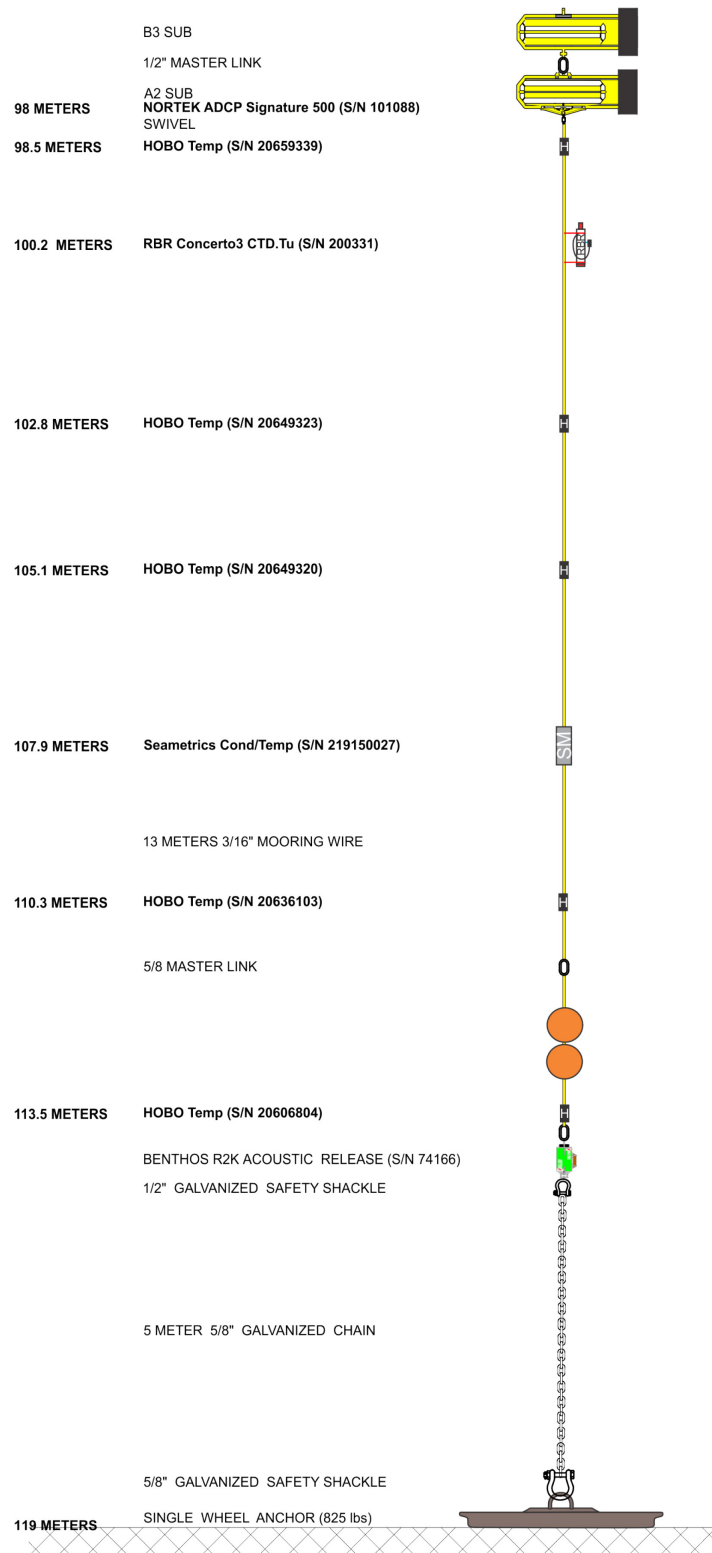 B3 SUB
1/2" MASTER LINK
A2 SUB
98 METERS NORTEK ADCP Signature 500 (S/N 101088)
SWIVEL
98.5 METERS HOBO Temp (S/N 20659339)
H
100.2 METERS RBR Concerto3 CTD.Tu (S/N 200331)
RBR
102.8 METERS HOBO Temp (S/N 20649323)
H
105.1 METERS HOBO Temp (S/N 20649320)
H
107.9 METERS Seametrics Cond/Temp (S/N 219150027)
SM
13 METERS 3/16" MOORING WIRE
110.3 METERS HOBO Temp (S/N 20636103)
H
5/8 MASTER LINK
113.5 METERS HOBO Temp (S/N 20606804)
H
BENTHOS R2K ACOUSTIC RELEASE (S/N 74166)
1/2" GALVANIZED SAFETY SHACKLE
5 METER 5/8" GALVANIZED CHAIN
5/8" GALVANIZED SAFETY SHACKLE
SINGLE WHEEL ANCHOR (825 lbs)
119 METERS